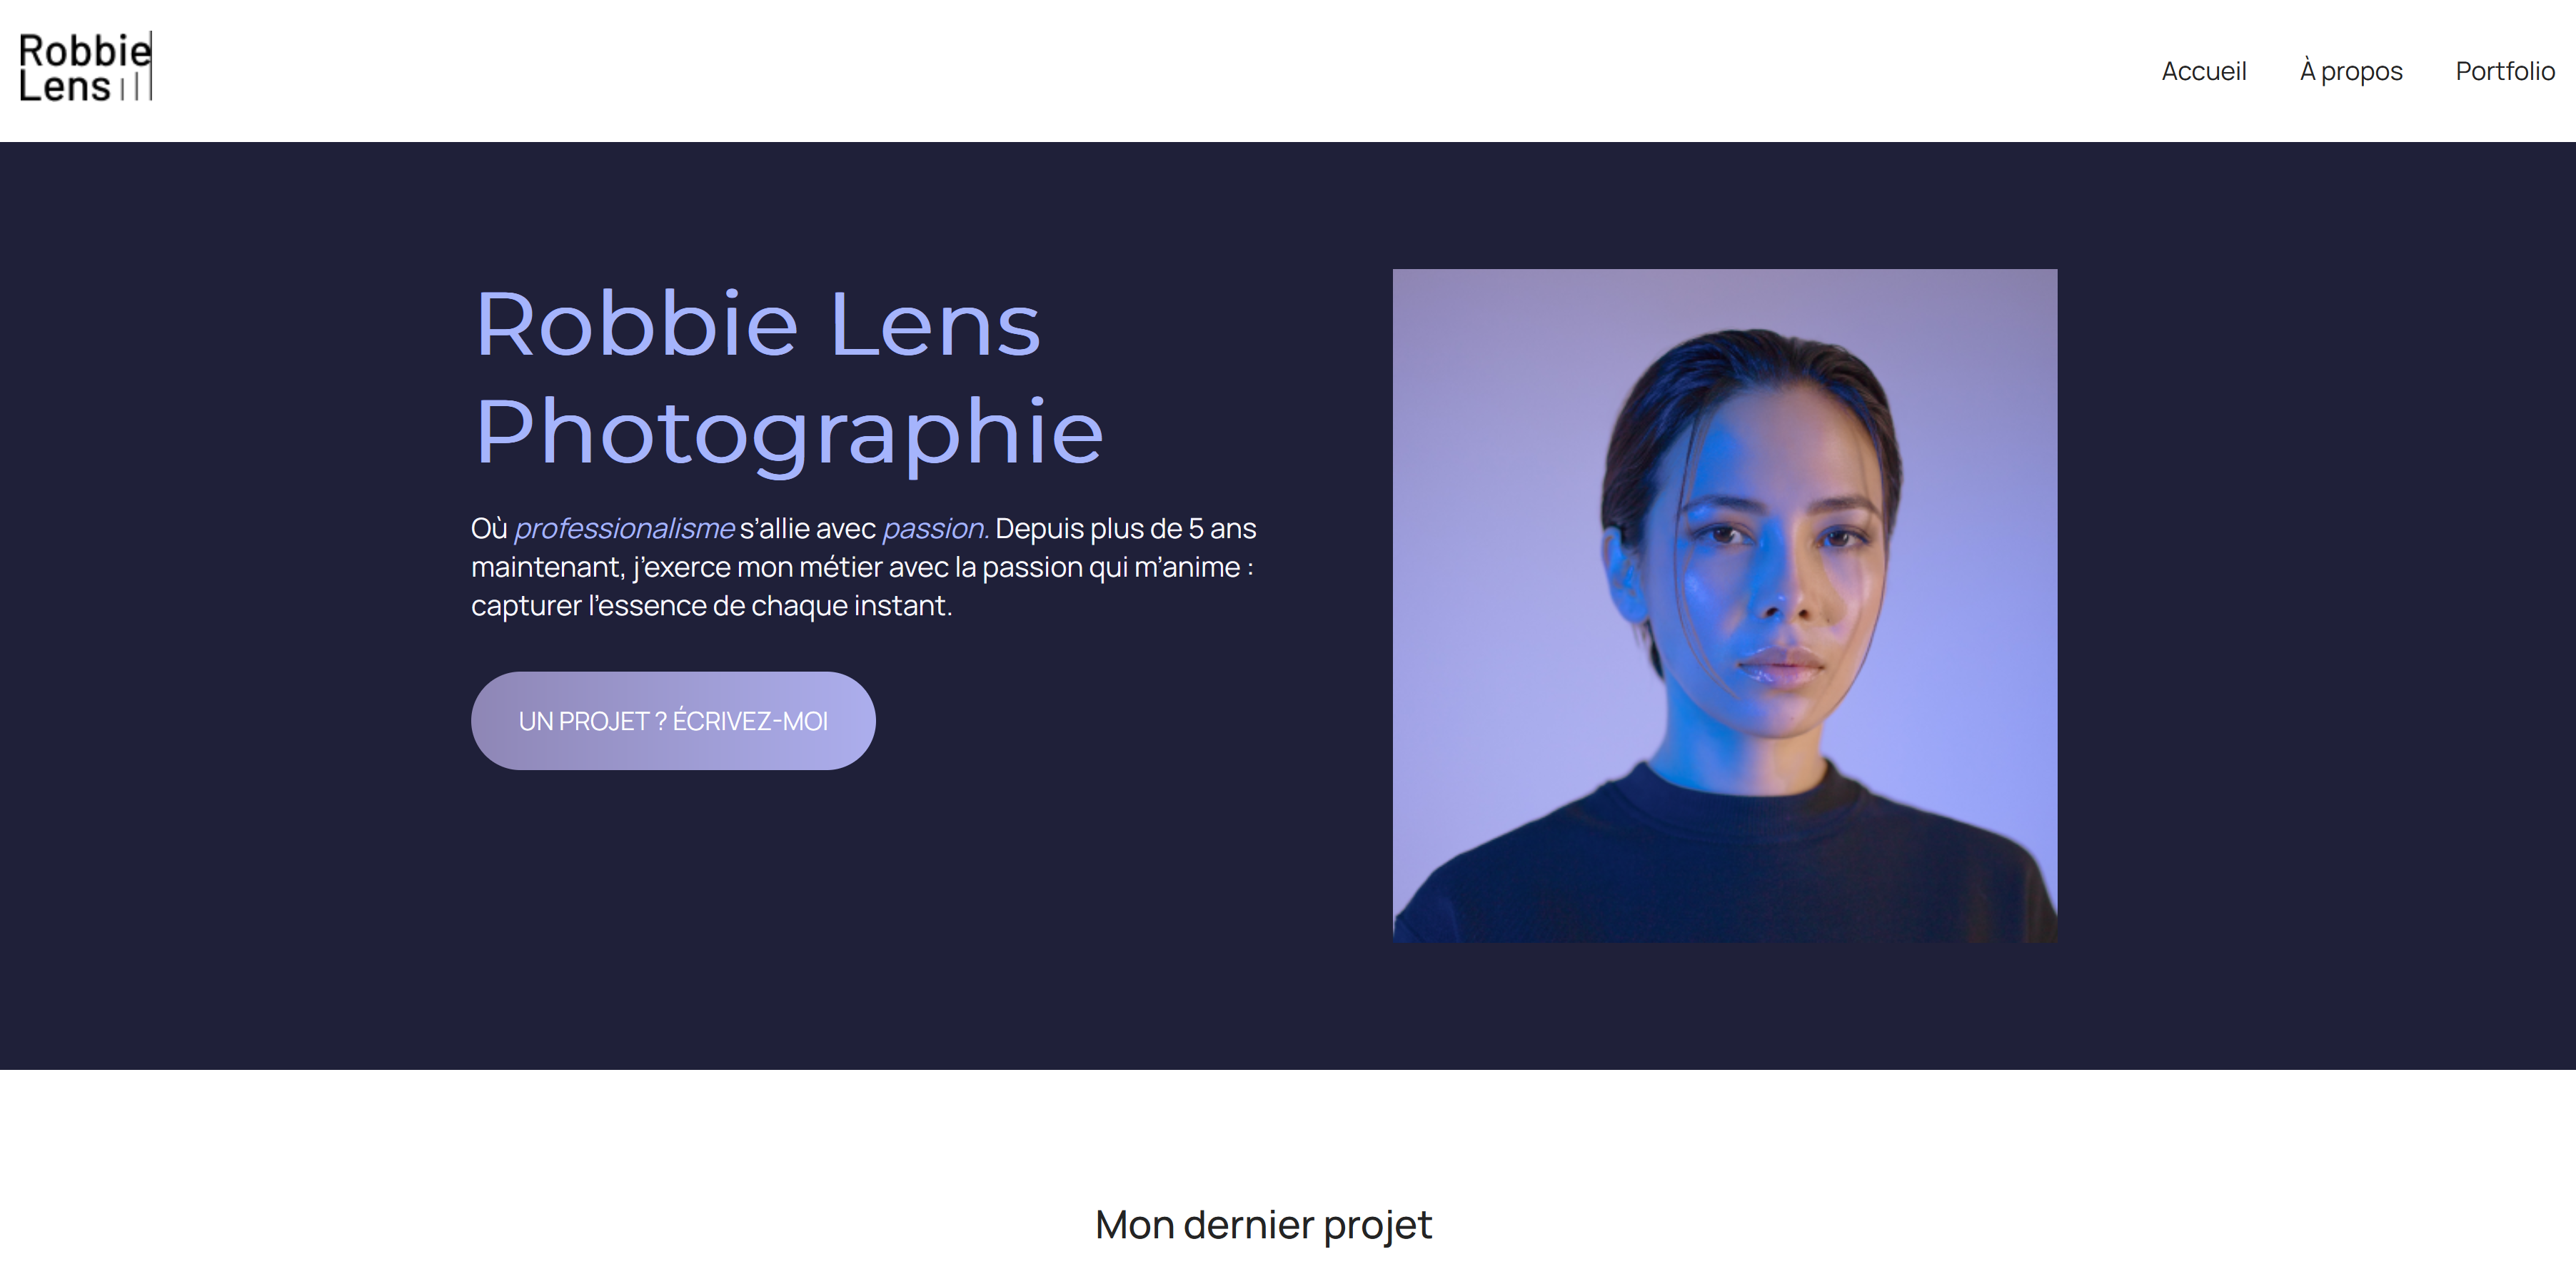 Robbie
Lens
Accueil
À propos
Portfolio
Robbie Lens
Photographie
Où professionalisme s’allie avec passion. Depuis plus de 5 ans
maintenant, j’exerce mon métier avec la passion qui m’anime :
capturer l’essence de chaque instant.
UN PROJET ? ÉCRIVEZ-MOI
Mon dernier projet